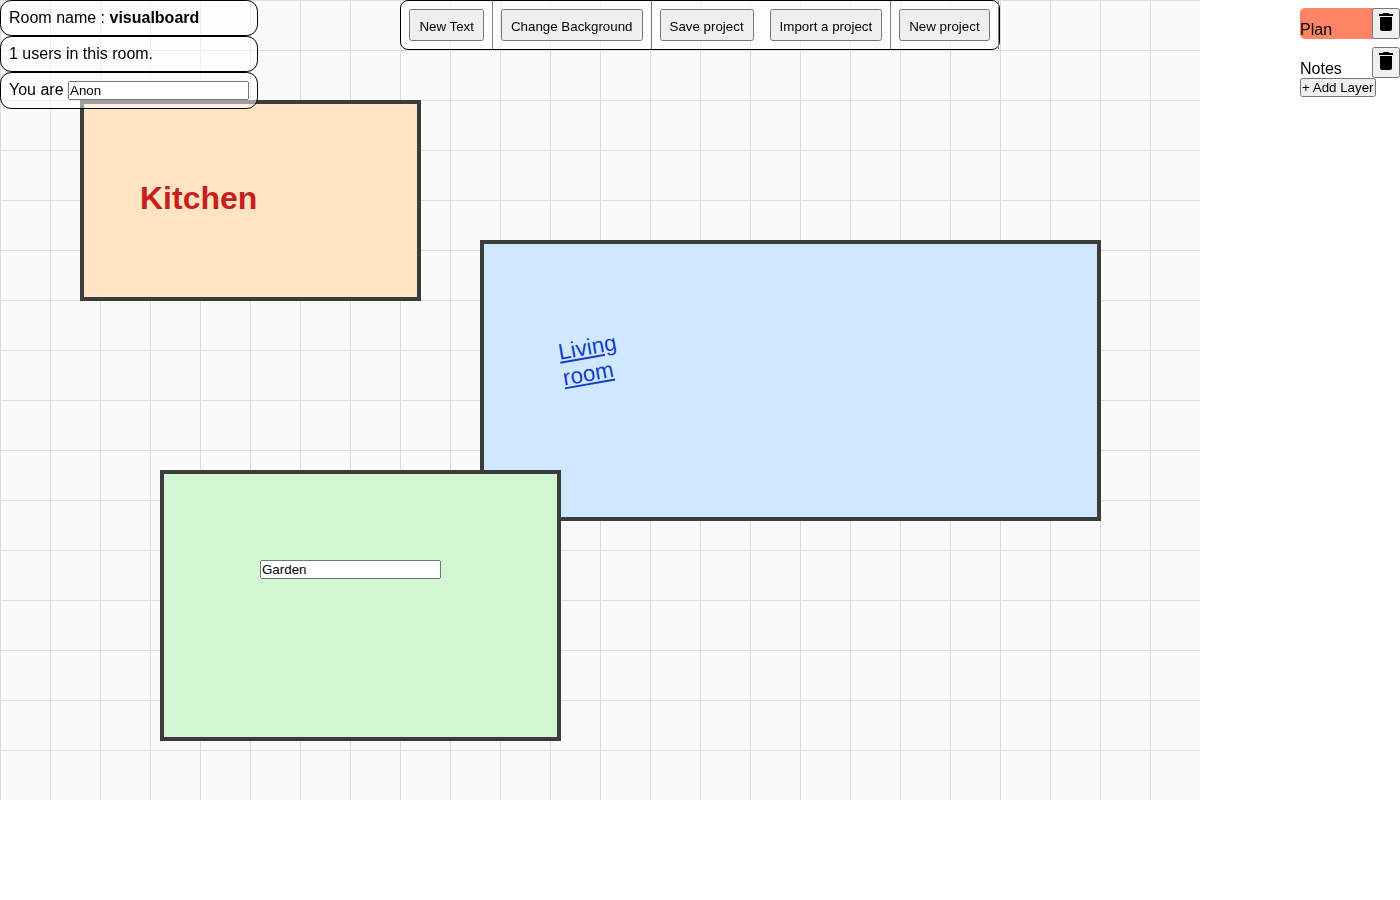 Room name : visualboard
1 users in this room.
You are Anon
New Text
Change Background
Save project
Import a project
New project
Plan
Notes
+ Add Layer
Kitchen
Living
room
Garden